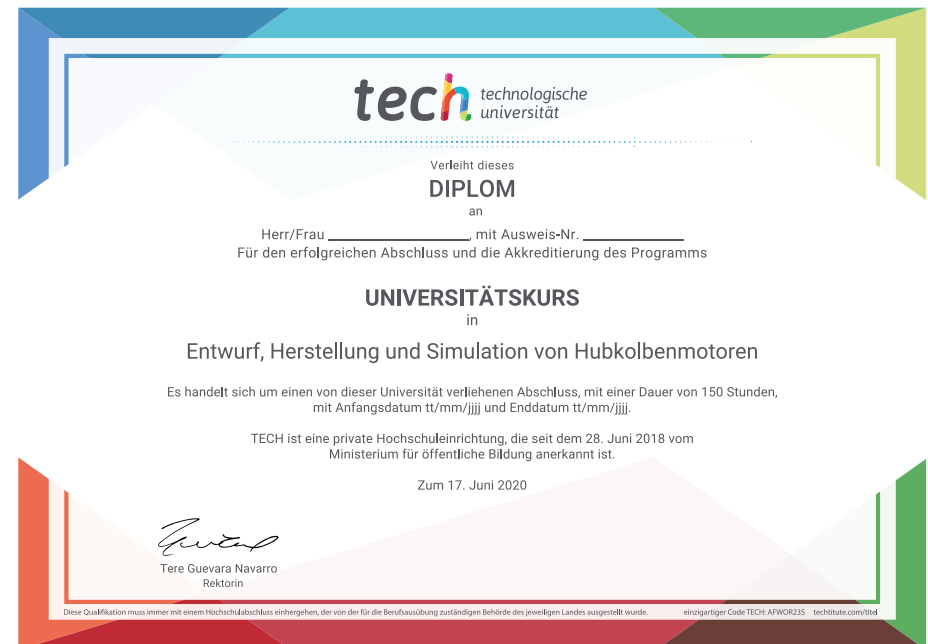 tech technologische
universität
Verleiht dieses
DIPLOM
an
Herr/Frau ____________________, mit Ausweis-Nr. ______________
Für den erfolgreichen Abschluss und die Akkreditierung des Programms
UNIVERSITÄTSKURS
in
Entwurf, Herstellung und Simulation von Hubkolbenmotoren
Es handelt sich um einen von dieser Universität verliehenen Abschluss, mit einer Dauer von 150 Stunden,
mit Anfangsdatum tt/mm/jjjj und Enddatum tt/mm/jjjj.
TECH ist eine private Hochschuleinrichtung, die seit dem 28. Juni 2018 vom
Ministerium für öffentliche Bildung anerkannt ist.
Zum 17. Juni 2020
Tere Guevara Navarro
Rektorin
Diese Qualifikation muss immer mit einem Hochschulabschluss einhergehen, der von der für die Berufsausübung zuständigen Behörde des jeweiligen Landes ausgestellt wurde. einzigartiger Code TECH: AFWOR23S techtitute.com/titel